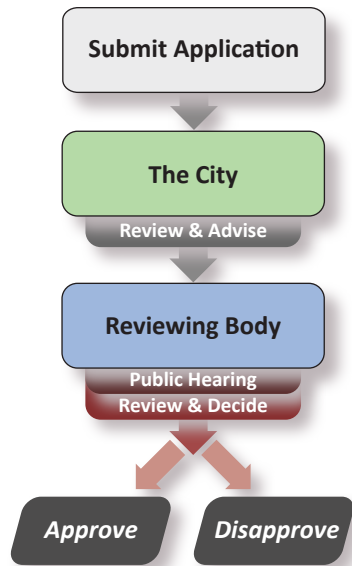 Submit Application
The City
Review & Advise
Reviewing Body
Public Hearing
Review & Decide
Approve
Disapprove